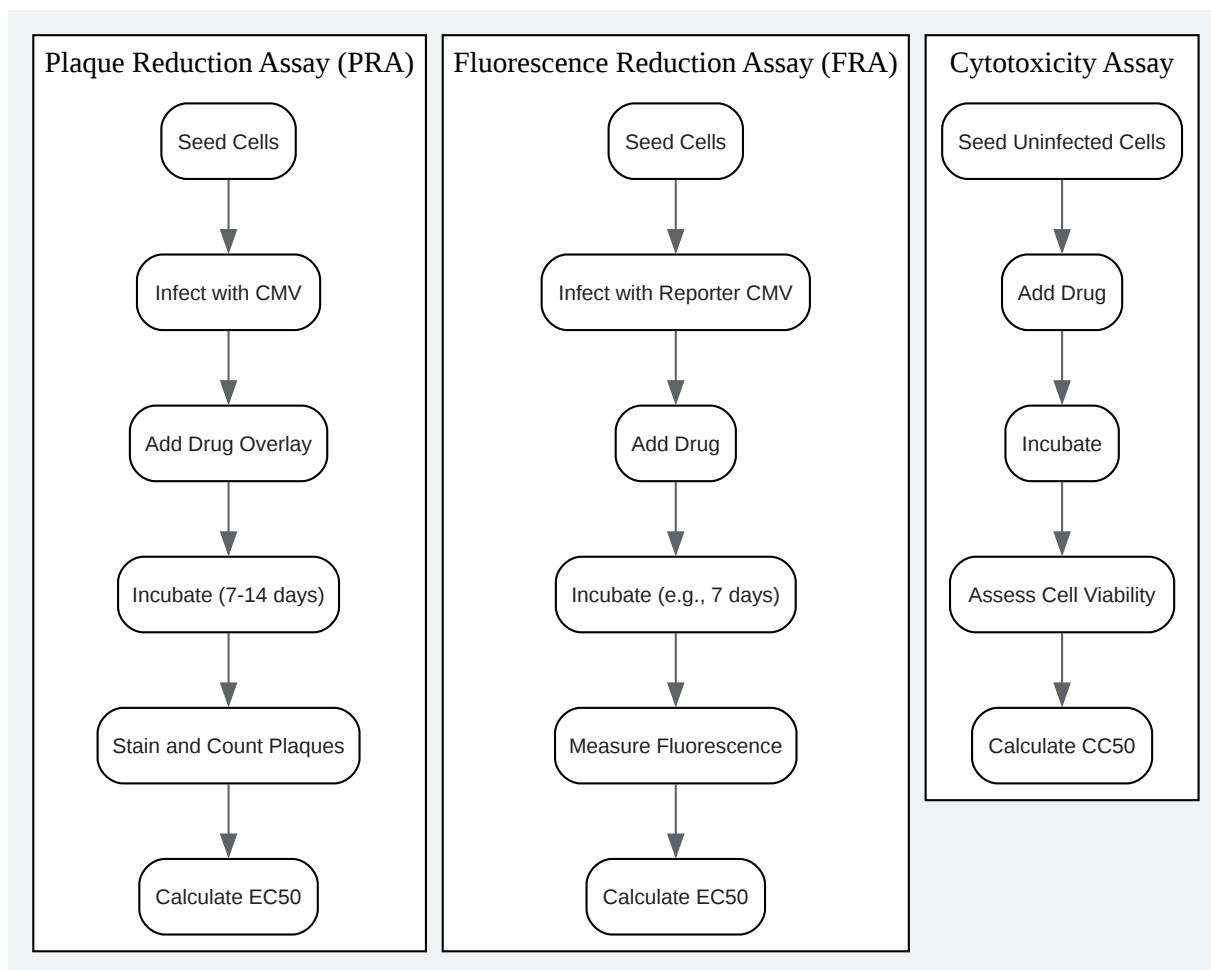 Plaque Reduction Assay (PRA)
Seed Cells
Infect with CMV
Add Drug Overlay
Incubate (7-14 days)
Stain and Count Plaques
Calculate EC50
Fluorescence Reduction Assay (FRA)
Seed Cells
Infect with Reporter CMV
Add Drug
Incubate (e.g., 7 days)
Measure Fluorescence
Calculate EC50
Cytotoxicity Assay
Seed Uninfected Cells
Add Drug
Incubate
Assess Cell Viability
Calculate CC50